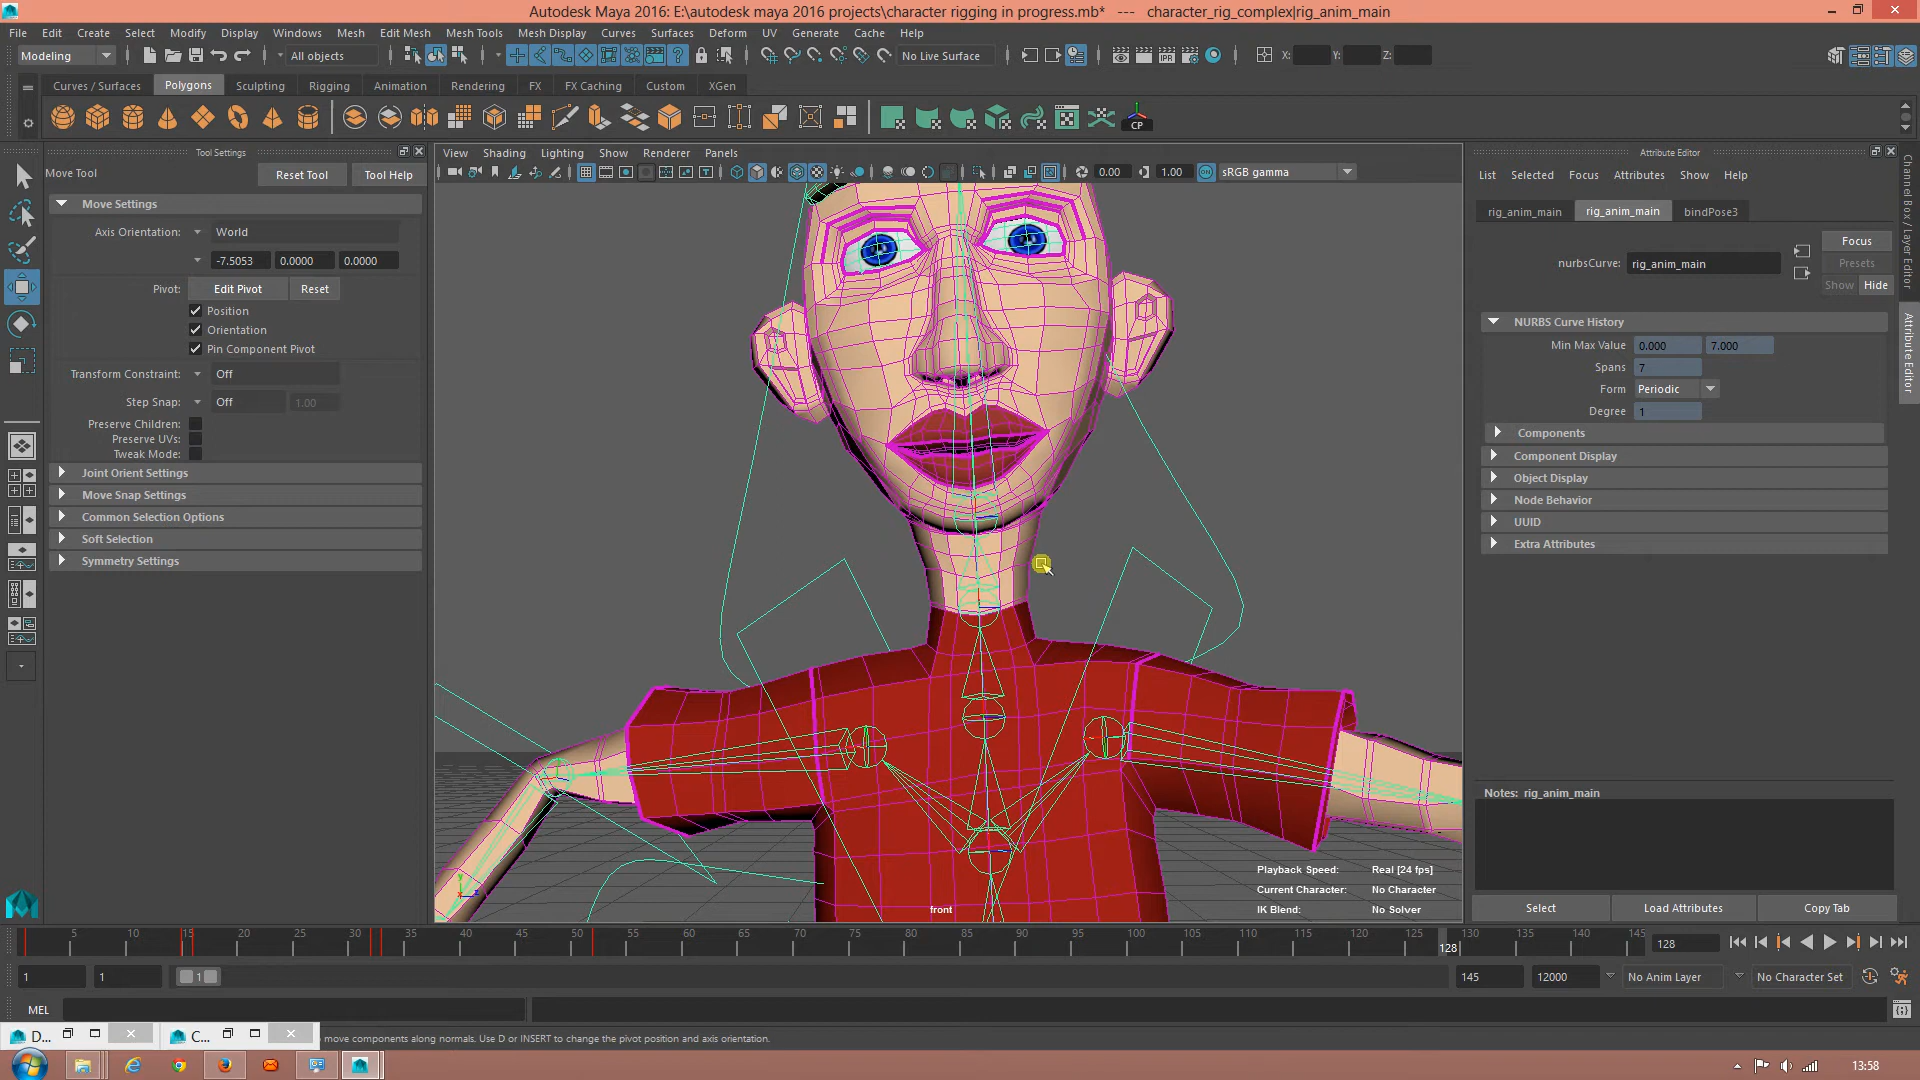 Autodesk Maya 2016: E:\autodesk maya 2016 projects\character rigging in progress.mb* --- character_rig_complex|rig_anim_main
File Edit Create Select Modify Display Windows Mesh Edit Mesh Mesh Tools Mesh Display Curves Surfaces Deform UV Generate Cache Help
Modeling All objects No Live Surface X: Y: Z:
Curves / Surfaces Polygons Sculpting Rigging Animation Rendering FX FX Caching Custom XGen
CP
Tool Settings
Move Tool Reset Tool Tool Help
Move Settings
Axis Orientation: World
-7.5053 0.0000 0.0000
Pivot: Edit Pivot Reset
Position
Orientation
Pin Component Pivot
Transform Constraint: Off
Step Snap: Off 1.00
Preserve Children:
Preserve UVs:
Tweak Mode:
Joint Orient Settings
Move Snap Settings
Common Selection Options
Soft Selection
Symmetry Settings
View Shading Lighting Show Renderer Panels
0.00 1.00 ON sRGB gamma
Playback Speed: Real [24 fps]
Current Character: No Character
IK Blend: No Solver
front
Attribute Editor
List Selected Focus Attributes Show Help
rig_anim_main rig_anim_main bindPose3
Focus
nurbsCurve: rig_anim_main Presets
Show Hide
NURBS Curve History
Min Max Value 0.000 7.000
Spans 7
Form Periodic
Degree 1
Components
Component Display
Object Display
Node Behavior
UUID
Extra Attributes
Notes: rig_anim_main
Select Load Attributes Copy Tab
Channel Box / Layer Editor
Attribute Editor
5 10 15 20 25 30 35 40 45 50 55 60 65 70 75 80 85 90 95 100 105 110 115 120 125 128 130 135 140 145 128
1 1 1 145 12000 No Anim Layer No Character Set
MEL
D... C... move components along normals. Use D or INSERT to change the pivot position and axis orientation.
13:58